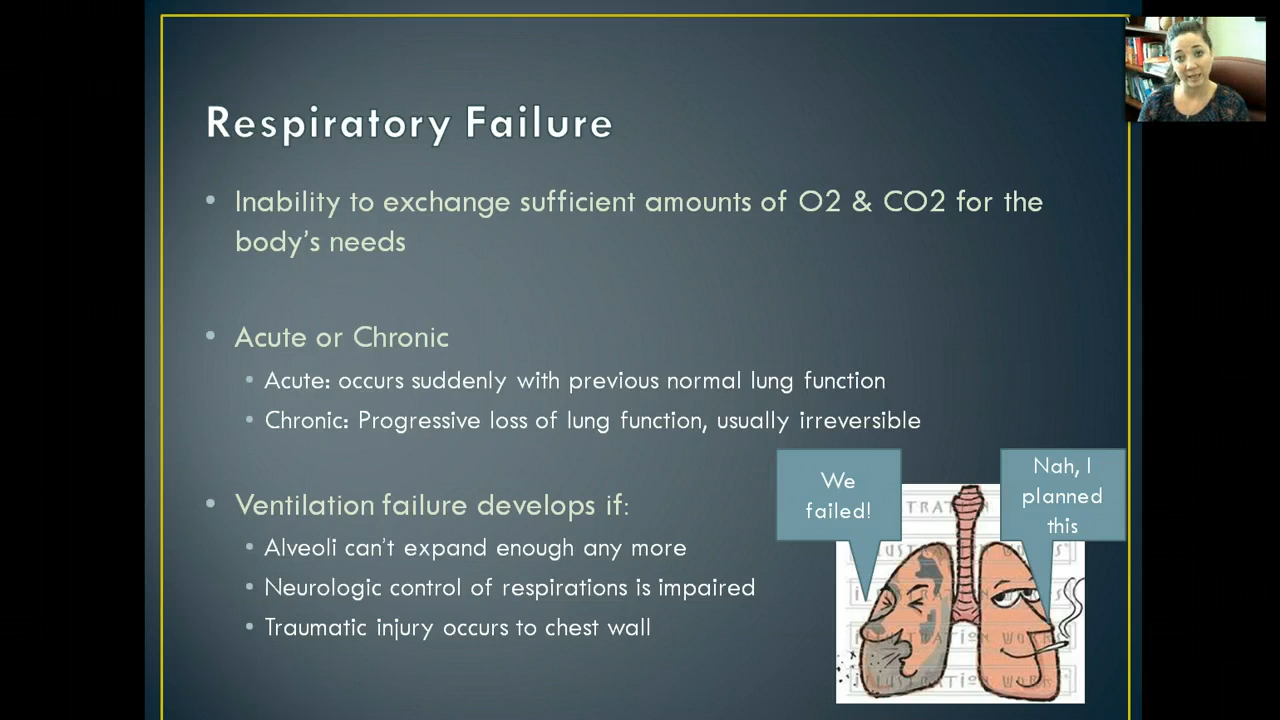 Respiratory Failure
• Inability to exchange sufficient amounts of O2 & CO2 for the
body's needs
• Acute or Chronic
• Acute: occurs suddenly with previous normal lung function
• Chronic: Progressive loss of lung function, usually irreversible
• Ventilation failure develops if:
• Alveoli can't expand enough any more
• Neurologic control of respirations is impaired
• Traumatic injury occurs to chest wall
We
failed!
Nah, I
planned
this